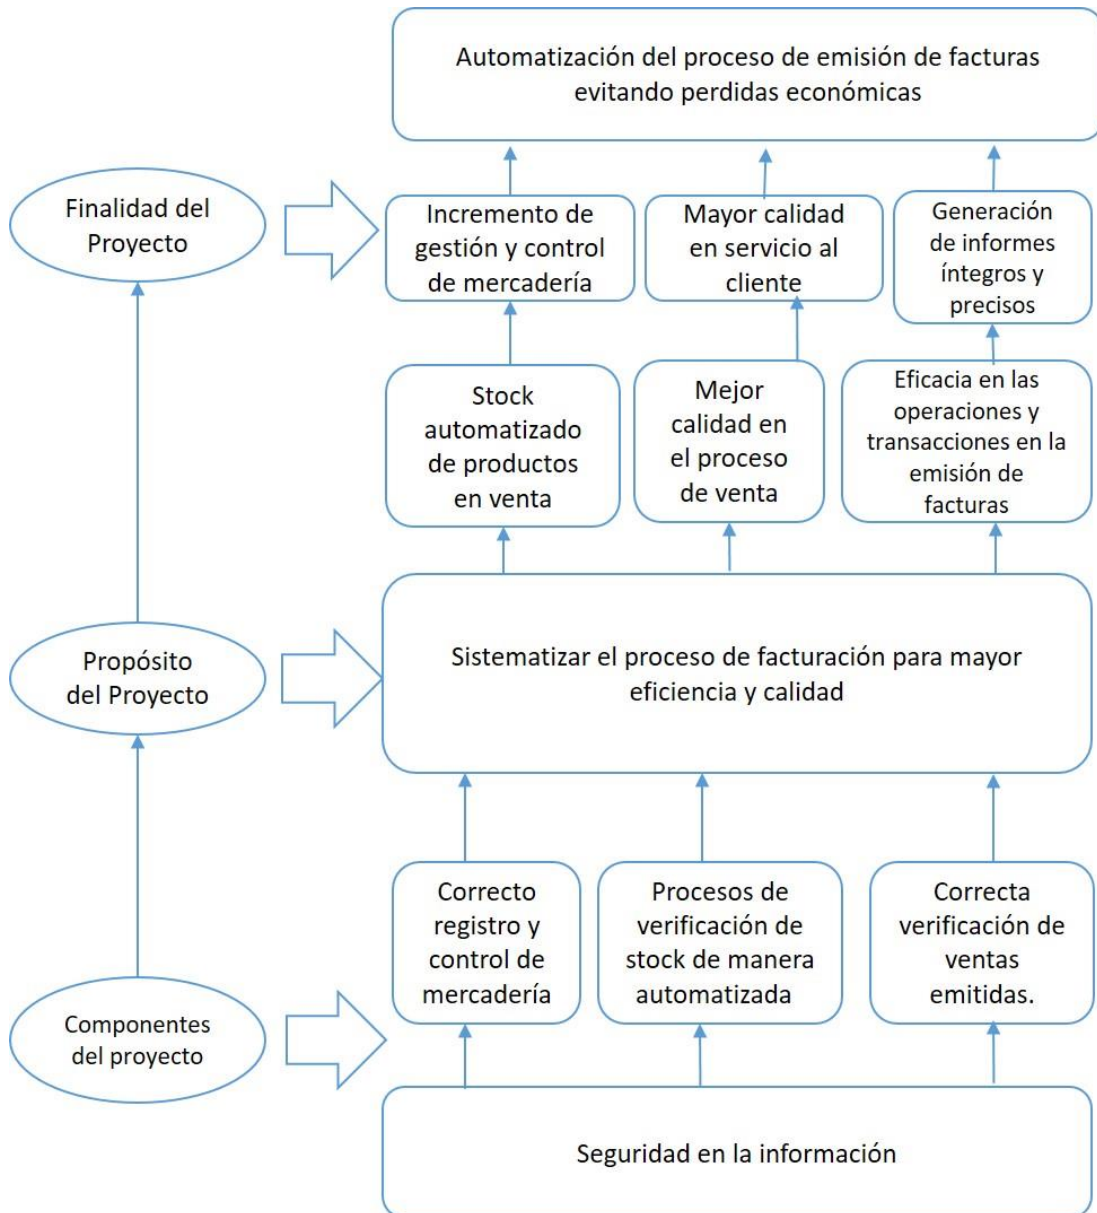 Automatización del proceso de emisión de facturas
evitando perdidas económicas
Finalidad del
Proyecto
Incremento de
gestión y control
de mercadería
Mayor calidad
en servicio al
cliente
Generación
de informes
íntegros y
precisos
Stock
automatizado
de productos
en venta
Mejor
calidad en
el proceso
de venta
Eficacia en las
operaciones y
transacciones en la
emisión de
facturas
Propósito
del Proyecto
Sistematizar el proceso de facturación para mayor
eficiencia y calidad
Correcto
registro y
control de
mercadería
Procesos de
verificación de
stock de manera
automatizada
Correcta
verificación de
ventas
emitidas.
Componentes
del proyecto
Seguridad en la información